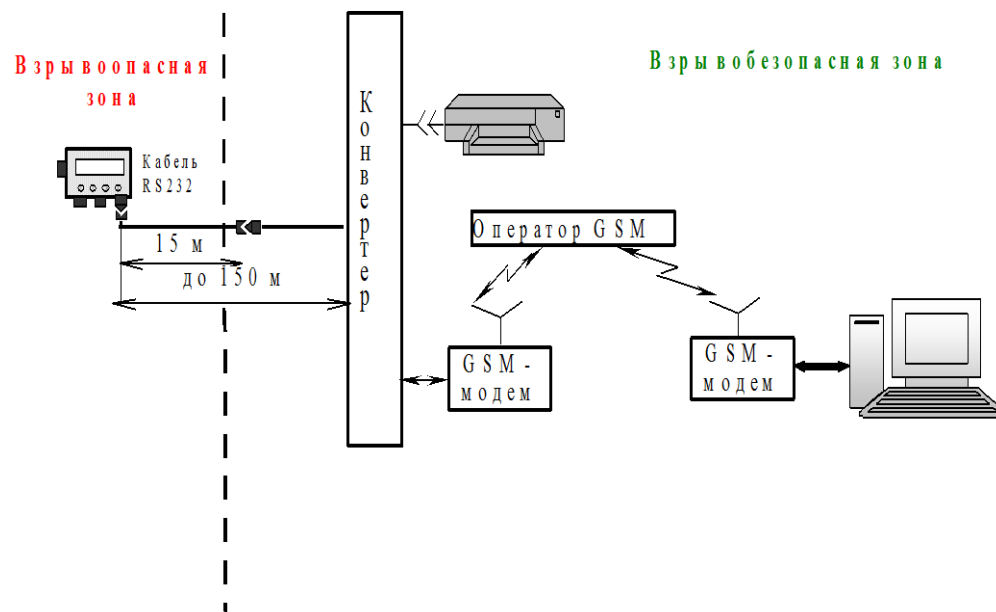 Взрывоопасная
зона
Взрывобезопасная зона
Кабель
RS232
15 м
до 150 м
Конвертер
Оператор GSM
GSM-
модем
GSM-
модем